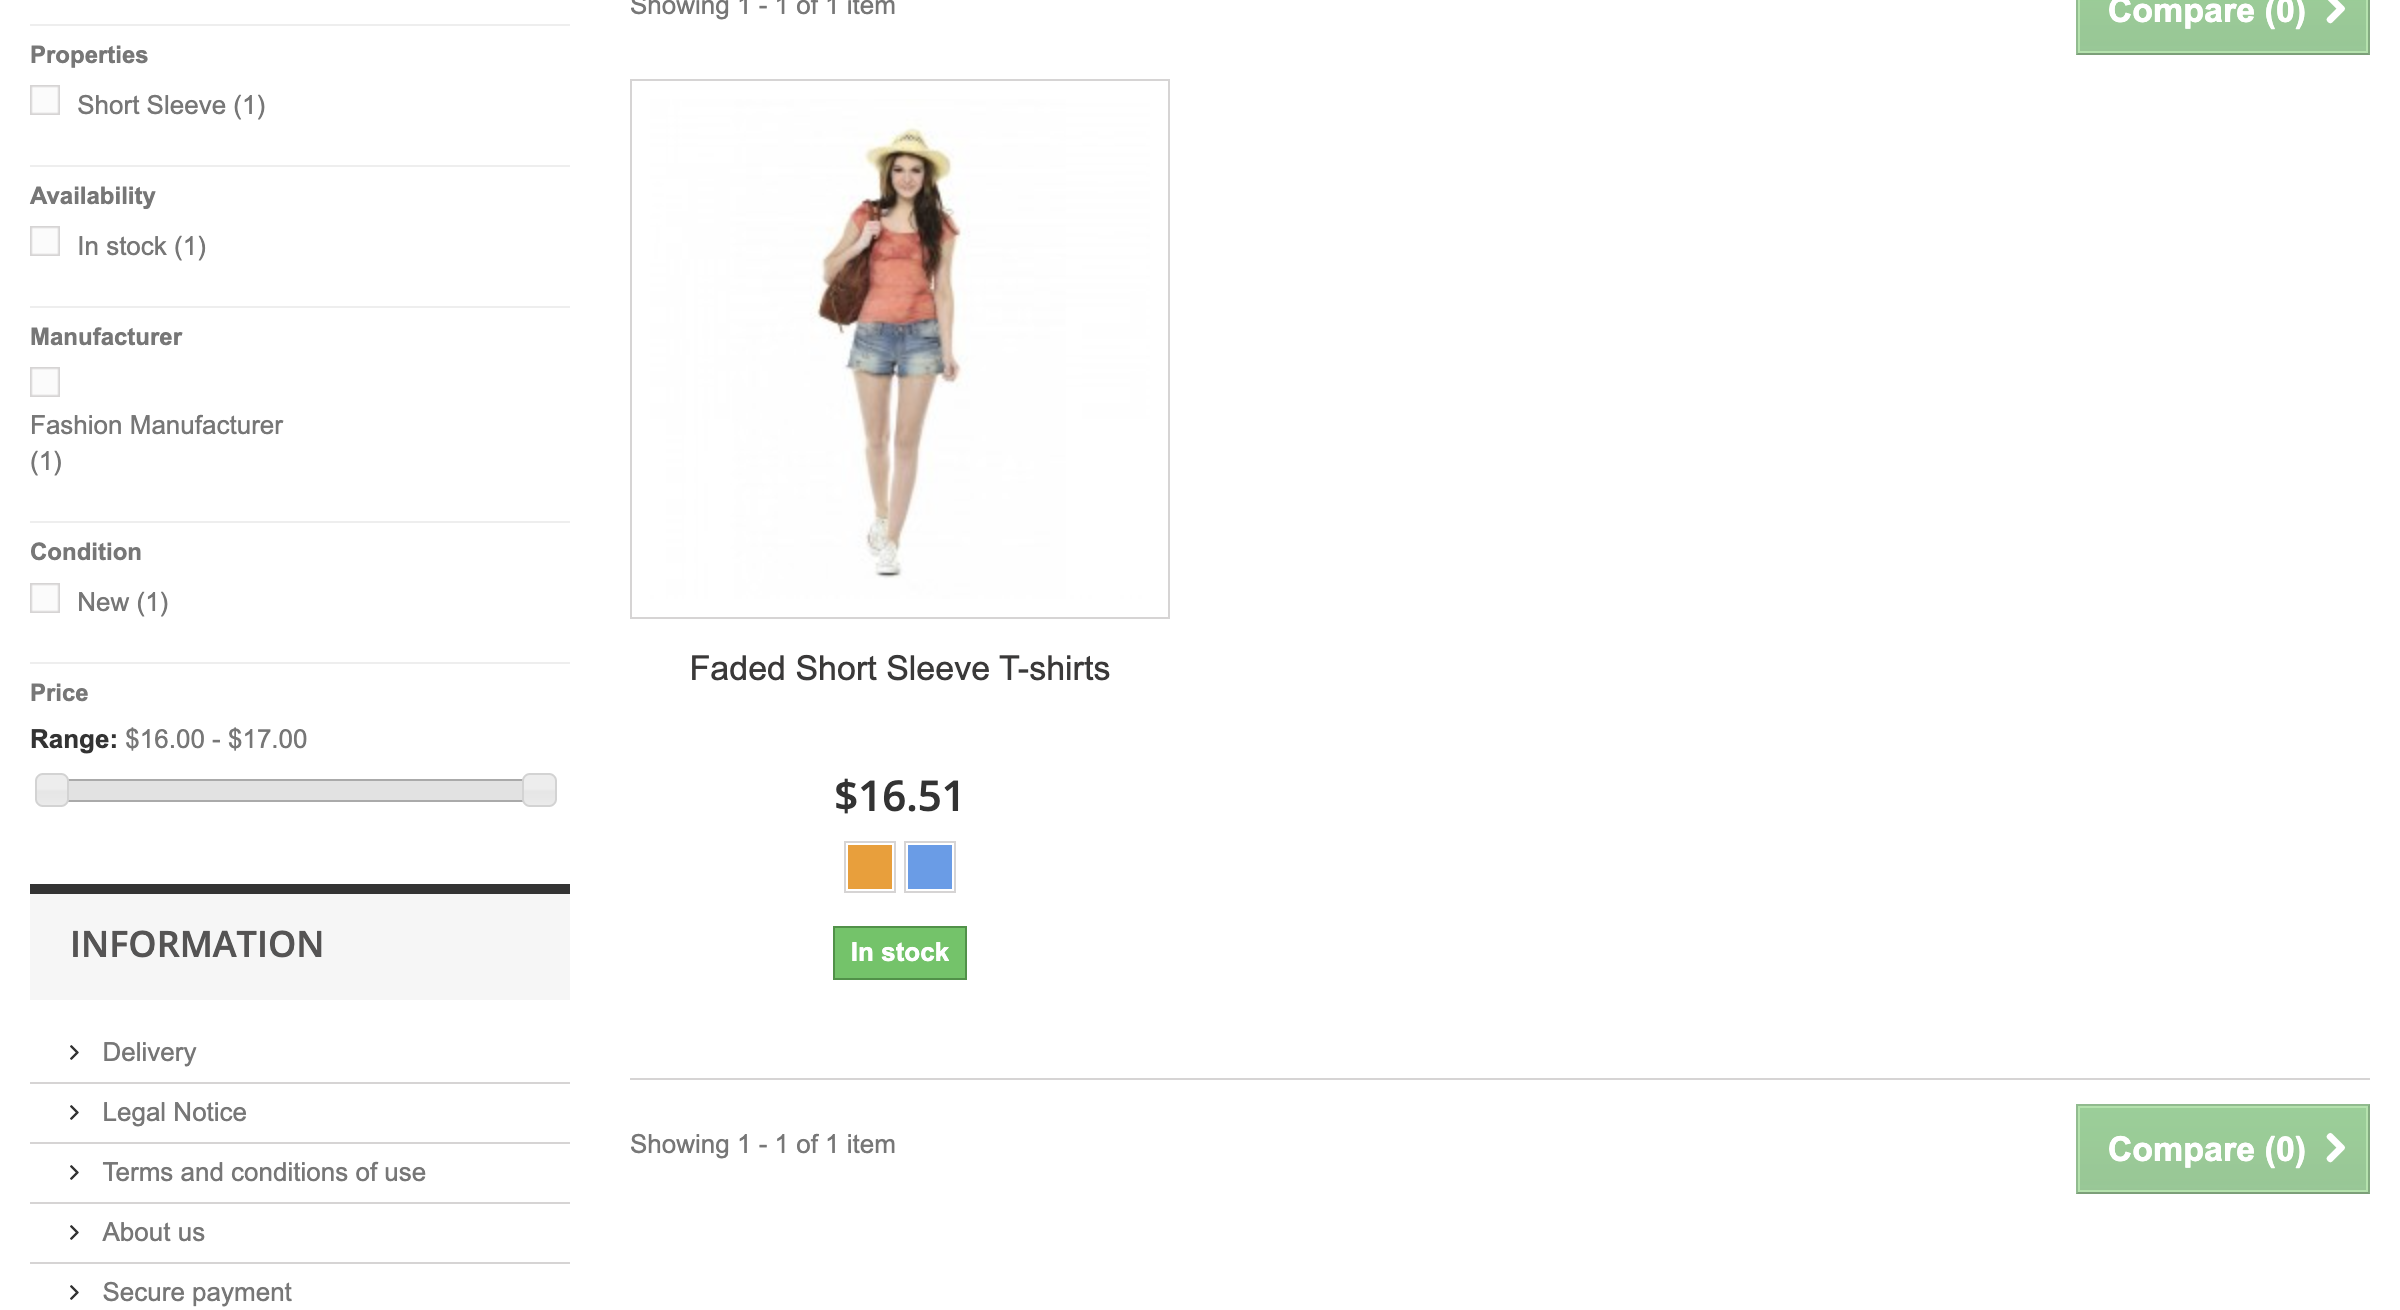 Properties
Short Sleeve (1)
Availability
In stock (1)
Manufacturer
Fashion Manufacturer
(1)
Condition
New (1)
Price
Range: $16.00 - $17.00
INFORMATION
Delivery
Legal Notice
Terms and conditions of use
About us
Secure payment
Showing 1 - 1 of 1 item
Compare (0)
Faded Short Sleeve T-shirts
$16.51
In stock
Showing 1 - 1 of 1 item
Compare (0)